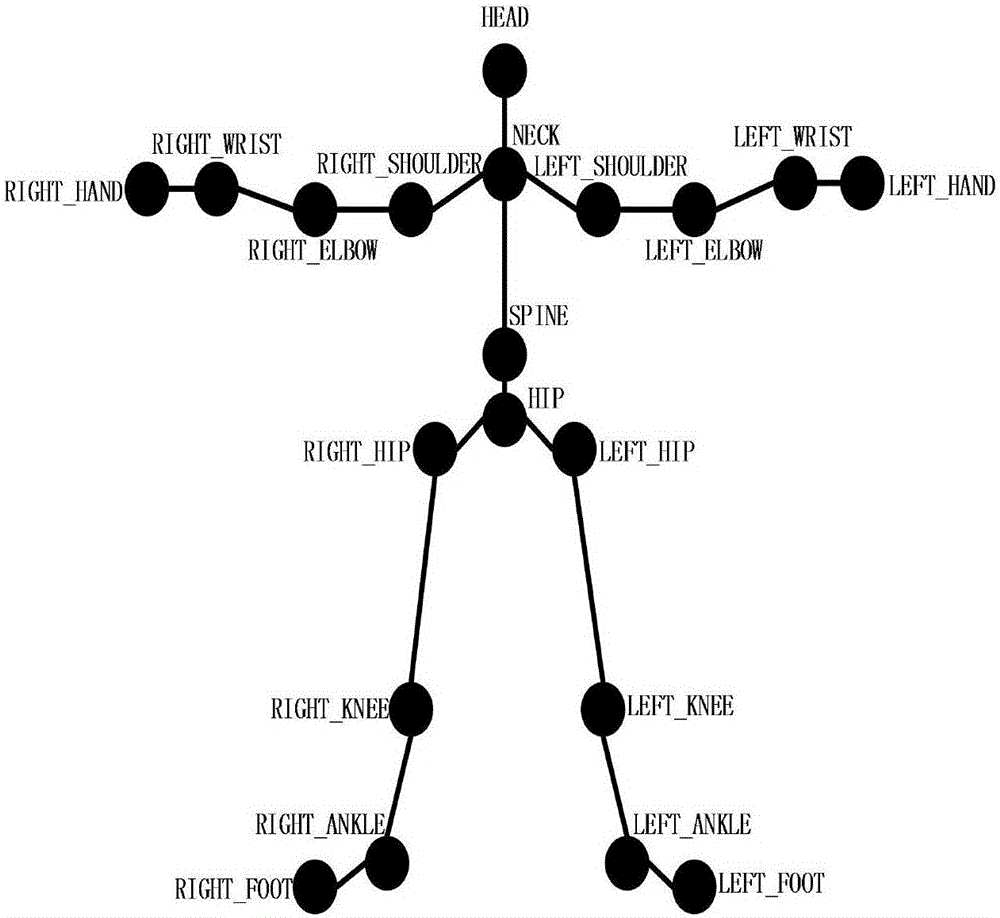 HEAD
NECK
RIGHT_WRIST
LEFT_WRIST
RIGHT_SHOULDER
LEFT_SHOULDER
RIGHT_HAND
LEFT_HAND
RIGHT_ELBOW
LEFT_ELBOW
SPINE
HIP
RIGHT_HIP
LEFT_HIP
RIGHT_KNEE
LEFT_KNEE
RIGHT_ANKLE
LEFT_ANKLE
RIGHT_FOOT
LEFT_FOOT